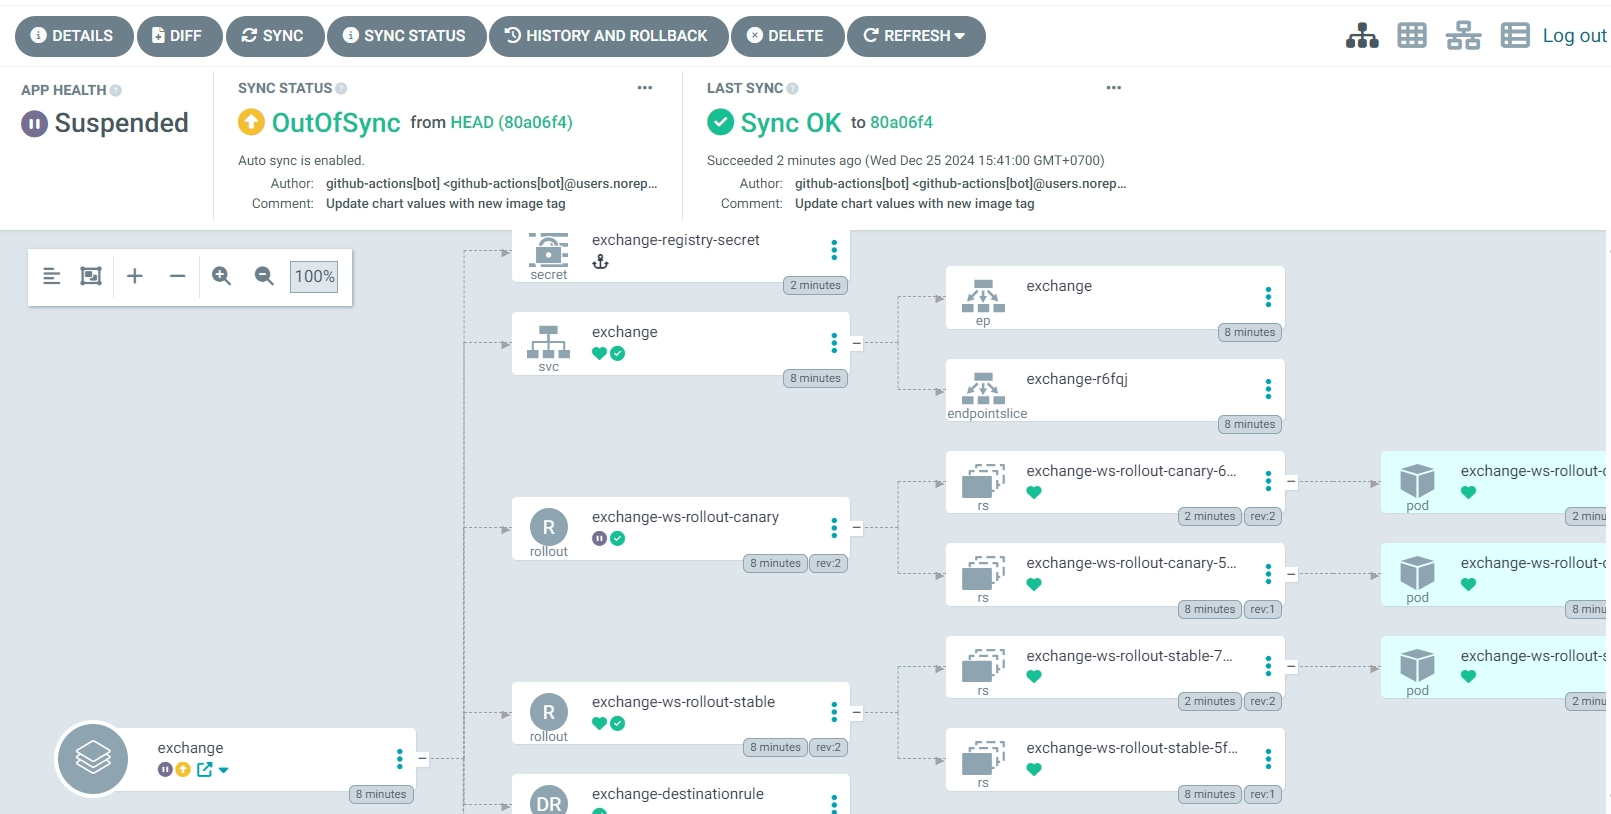 DETAILS
DIFF
SYNC
SYNC STATUS
HISTORY AND ROLLBACK
DELETE
REFRESH
Log out
APP HEALTH
Suspended
SYNC STATUS
OutOfSync from HEAD (80a06f4)
Auto sync is enabled.
Author: github-actions[bot] <github-actions[bot]@users.norep...
Comment: Update chart values with new image tag
LAST SYNC
Sync OK to 80a06f4
Succeeded 2 minutes ago (Wed Dec 25 2024 15:41:00 GMT+0700)
Author: github-actions[bot] <github-actions[bot]@users.norep...
Comment: Update chart values with new image tag
100%
exchange
8 minutes
exchange-registry-secret
secret
2 minutes
exchange
svc
8 minutes
R
exchange-ws-rollout-canary
rollout
8 minutes
rev:2
R
exchange-ws-rollout-stable
rollout
8 minutes
rev:2
DR
exchange-destinationrule
exchange
ep
8 minutes
exchange-r6fqj
endpointslice
8 minutes
exchange-ws-rollout-canary-6...
rs
2 minutes
rev:2
exchange-ws-rollout-canary-5...
rs
8 minutes
rev:1
exchange-ws-rollout-stable-7...
rs
2 minutes
rev:2
exchange-ws-rollout-stable-5f...
rs
8 minutes
rev:1
exchange-ws-rollout-c
pod
2 minu
exchange-ws-rollout-c
pod
8 minu
exchange-ws-rollout-s
pod
2 minu